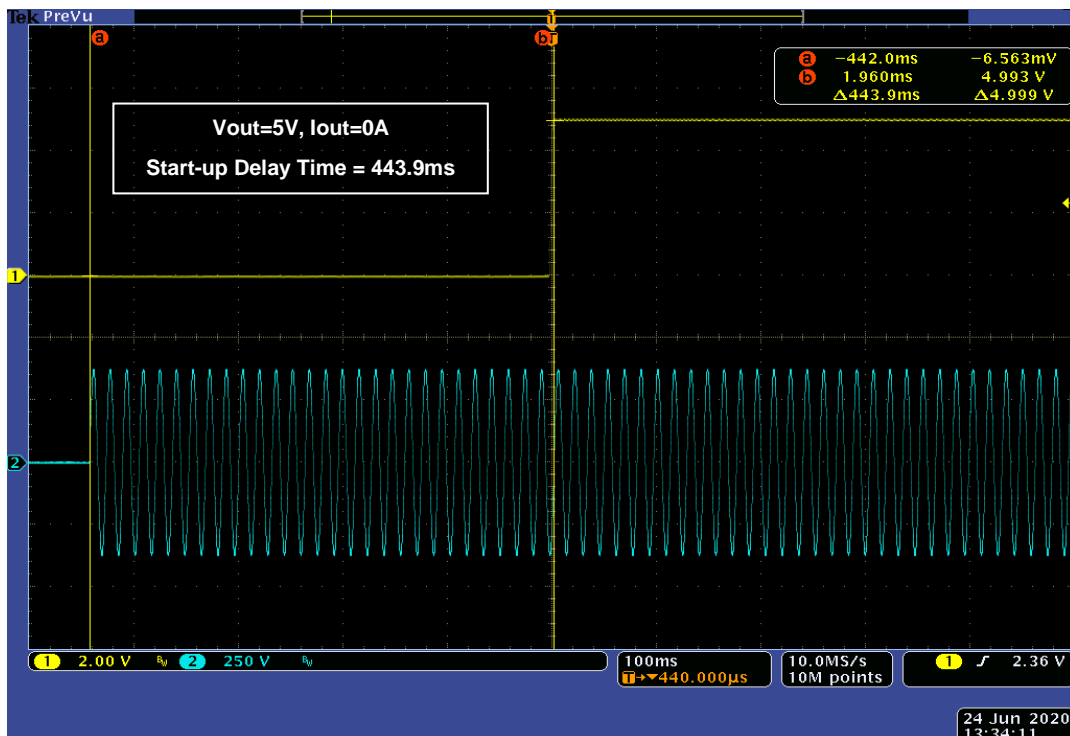 Tek PreVu
a
b T
a −442.0ms −6.563mV
b 1.960ms 4.993 V
Δ443.9ms Δ4.999 V
Vout=5V, Iout=0A
Start-up Delay Time = 443.9ms
1
2
1 2.00 V BW 2 250 V BW
100ms 10.0MS/s 1 2.36 V
T→▼440.000µs 10M points
24 Jun 2020
13:34:11